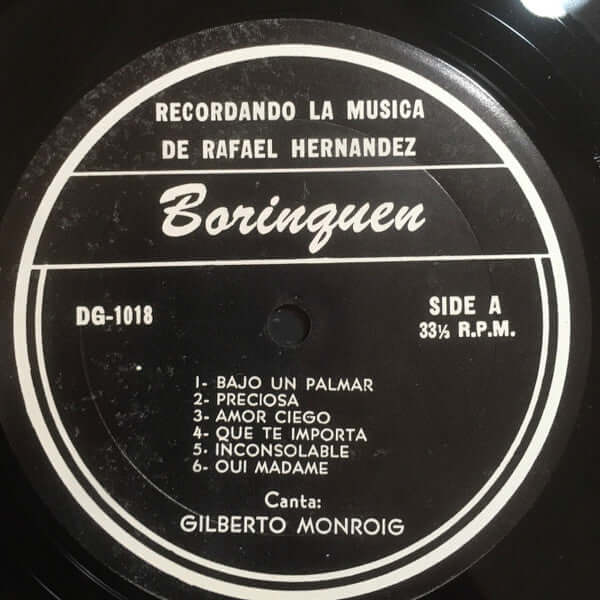 RECORDANDO LA MUSICA
DE RAFAEL HERNANDEZ
Borinquen
DG-1018
SIDE A
33⅓ R.P.M.
1- BAJO UN PALMAR
2- PRECIOSA
3- AMOR CIEGO
4- QUE TE IMPORTA
5- INCONSOLABLE
6- OUI MADAME
Canta:
GILBERTO MONROIG